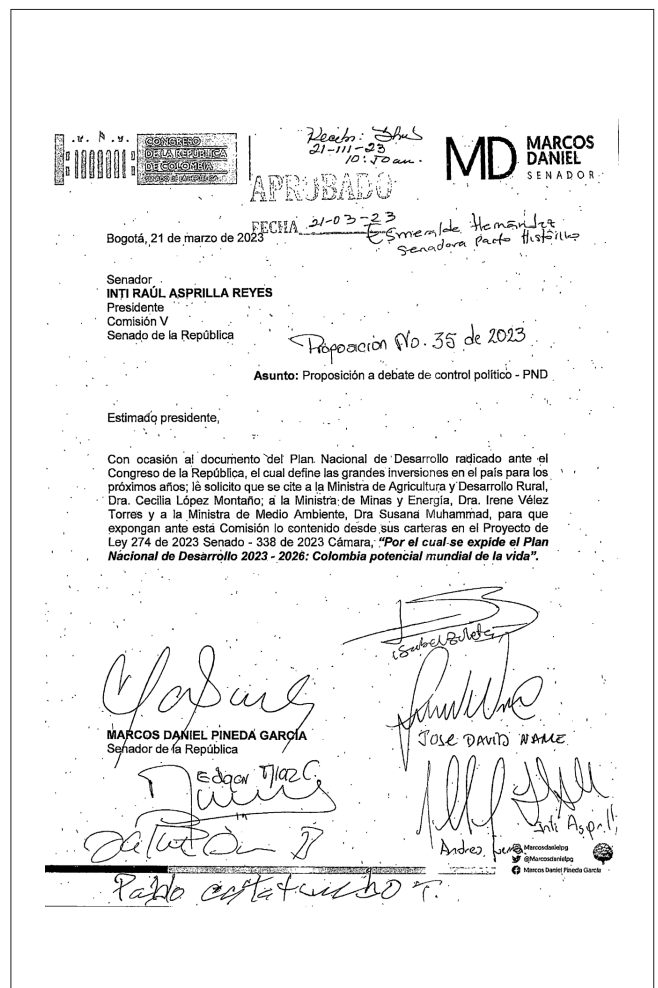 CONGRESO
DE LA REPÚBLICA
DE COLOMBIA
21-III-23
10:50 am.
MD MARCOS
DANIEL
SENADOR
APROBADO
FECHA 21-03-23
Esmeralda Hernández
Senadora Pacto Histórico
Bogotá, 21 de marzo de 2023
Senador
INTI RAÚL ASPRILLA REYES
Presidente
Comisión V
Senado de la República
Proposición No. 35 de 2023
Asunto: Proposición a debate de control político - PND
Estimado presidente,
Con ocasión al documento del Plan Nacional de Desarrollo radicado ante el
Congreso de la República, el cual define las grandes inversiones en el país para los
próximos años; le solicito que se cite a la Ministra de Agricultura y Desarrollo Rural,
Dra. Cecilia López Montaño; a la Ministra de Minas y Energía, Dra. Irene Vélez
Torres y a la Ministra de Medio Ambiente, Dra Susana Muhammad, para que
expongan ante está Comisión lo contenido desde sus carteras en el Proyecto de
Ley 274 de 2023 Senado - 338 de 2023 Cámara, "Por el cual se expide el Plan
Nacional de Desarrollo 2023 - 2026: Colombia potencial mundial de la vida".
Isabel Zuleta
MARCOS DANIEL PINEDA GARCÍA
Senador de la República
JOSE DAVID NAME
Edgar Díaz C.
Inti Asprilla
Andres
Marcosdanielpg
@Marcosdanielpg
Marcos Daniel Pineda García
Pablo Catatumbo T.